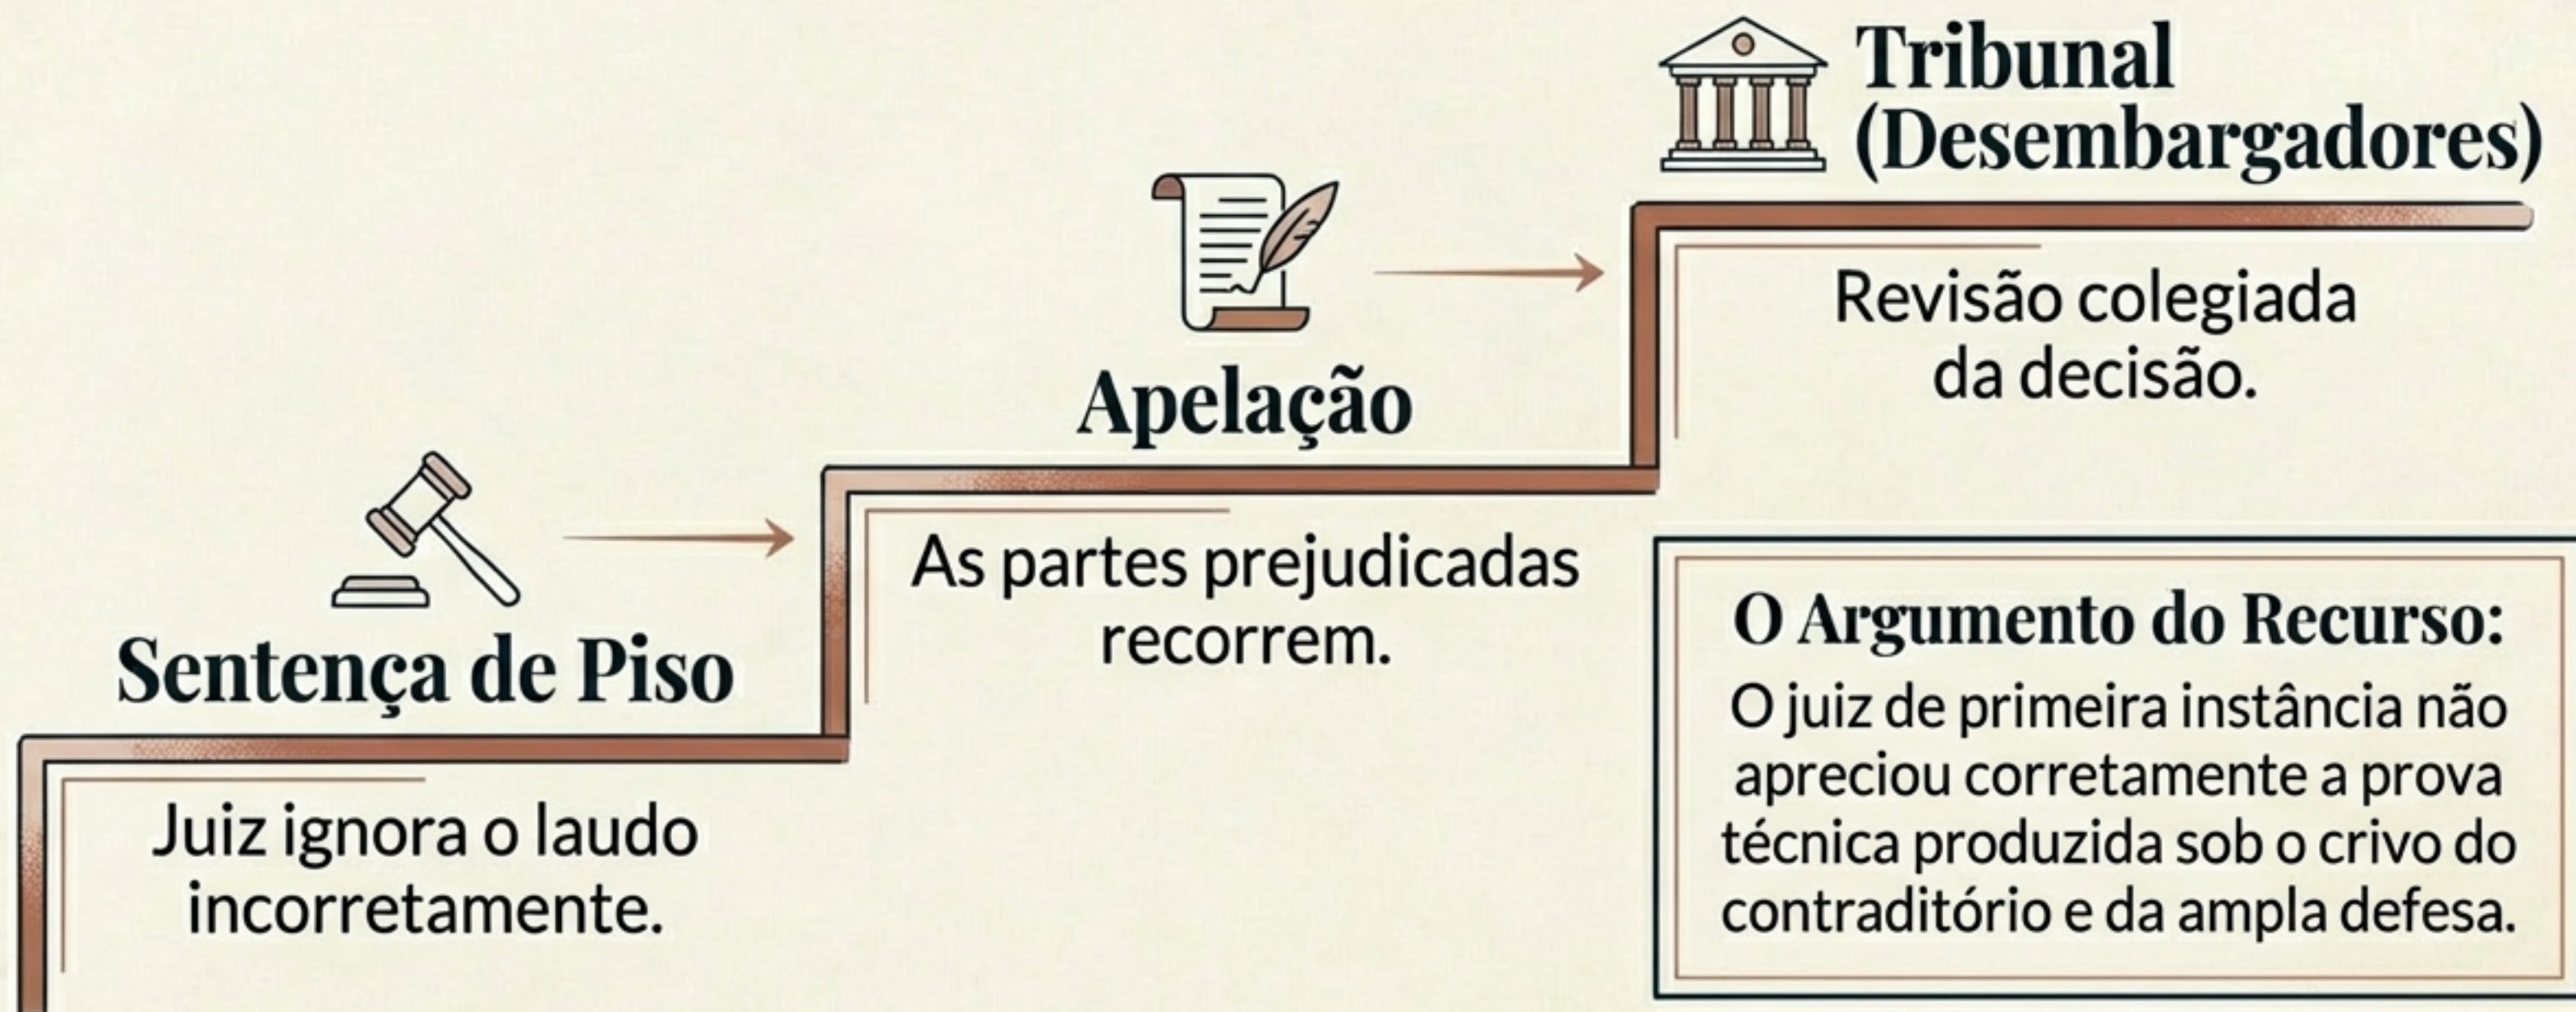 Sentença de Piso
Juiz ignora o laudo
incorretamente.
Apelação
As partes prejudicadas
recorrem.
Tribunal
(Desembargadores)
Revisão colegiada
da decisão.
O Argumento do Recurso:
O juiz de primeira instância não
apreciou corretamente a prova
técnica produzida sob o crivo do
contraditório e da ampla defesa.